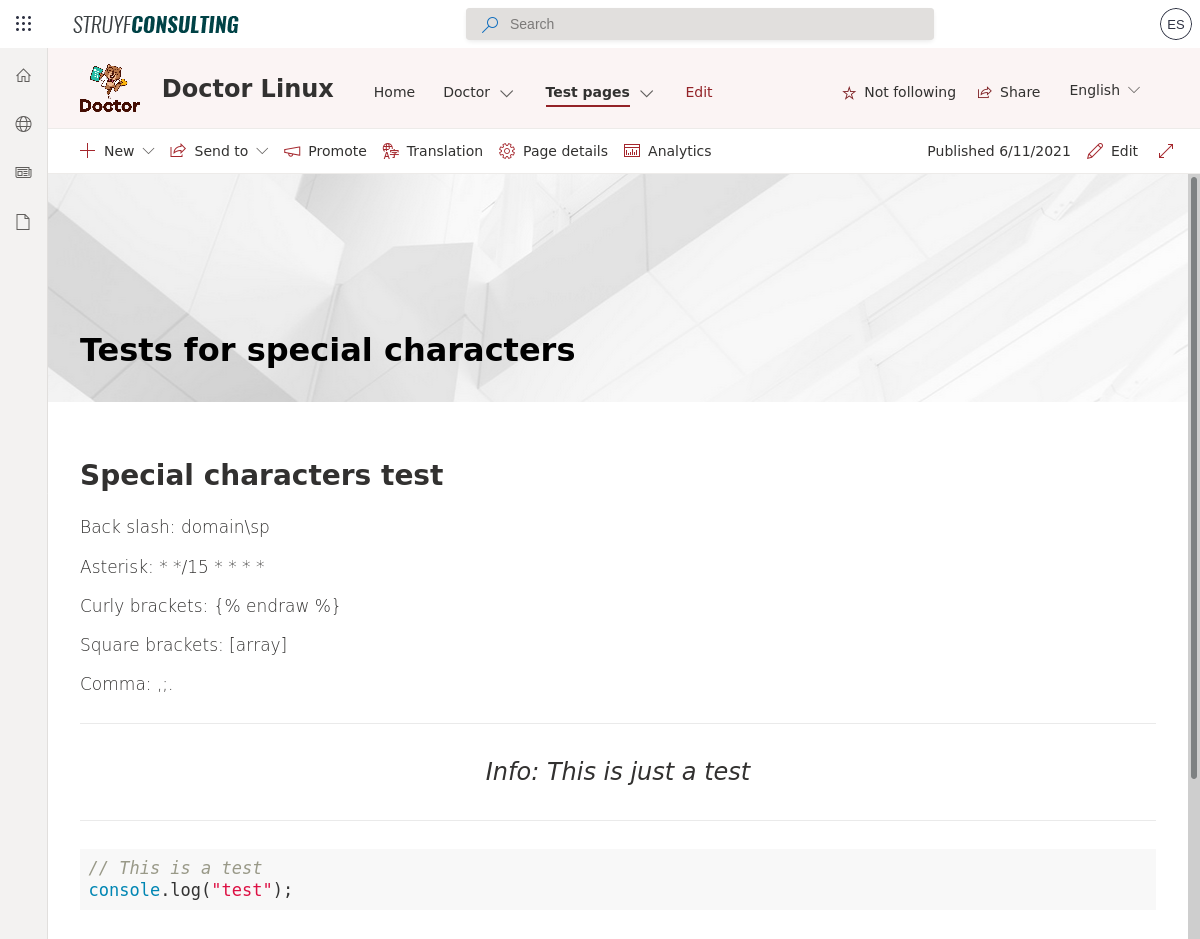 STRUYFCONSULTING
Search
ES
Doctor
Doctor Linux
Home Doctor Test pages Edit
Not following Share English
New Send to Promote Translation Page details Analytics
Published 6/11/2021 Edit
Tests for special characters
Special characters test
Back slash: domain\sp
Asterisk: * */15 * * * *
Curly brackets: {% endraw %}
Square brackets: [array]
Comma: ,;.
Info: This is just a test
// This is a test
console.log("test");